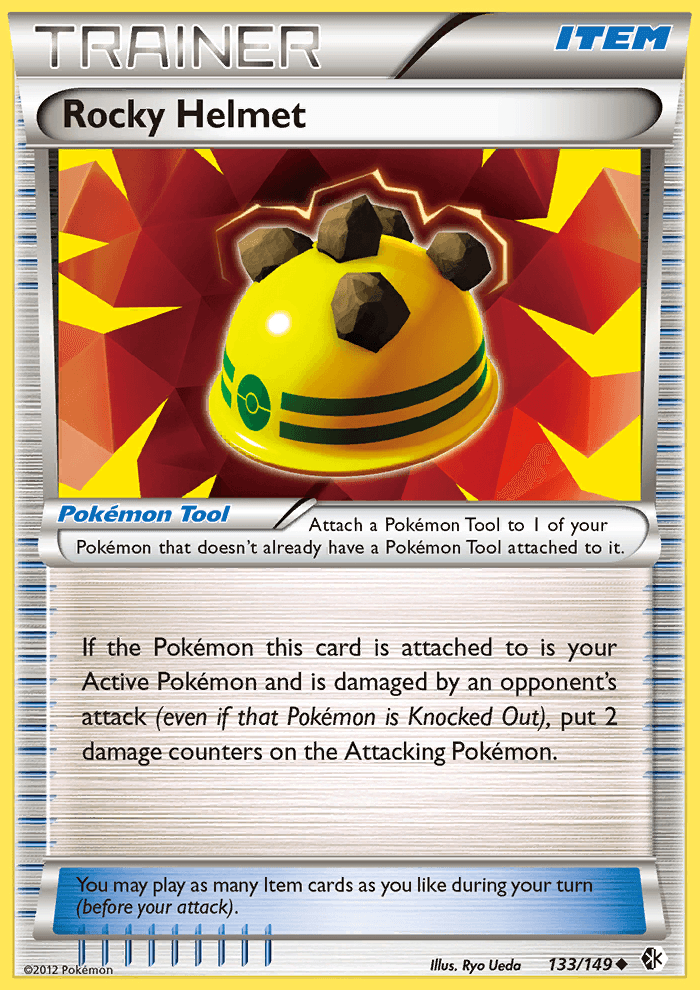 TRAINER
ITEM
Rocky Helmet
Pokémon Tool
Attach a Pokémon Tool to 1 of your
Pokémon that doesn't already have a Pokémon Tool attached to it.
If the Pokémon this card is attached to is your
Active Pokémon and is damaged by an opponent's
attack (even if that Pokémon is Knocked Out), put 2
damage counters on the Attacking Pokémon.
You may play as many Item cards as you like during your turn
(before your attack).
©2012 Pokémon
Illus. Ryo Ueda
133/149